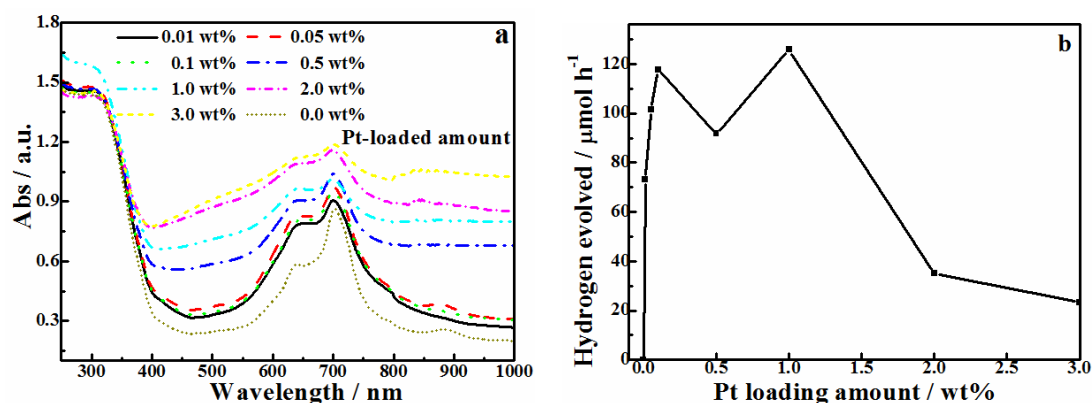 a
0.01 wt% 0.05 wt%
0.1 wt% 0.5 wt%
1.0 wt% 2.0 wt%
3.0 wt% 0.0 wt%
Pt-loaded amount
Abs / a.u.
1.8
1.5
1.2
0.9
0.6
0.3
300 400 500 600 700 800 900 1000
Wavelength / nm
b
Hydrogen evolved / μmol h⁻¹
120
100
80
60
40
20
0
0.0 0.5 1.0 1.5 2.0 2.5 3.0
Pt loading amount / wt%